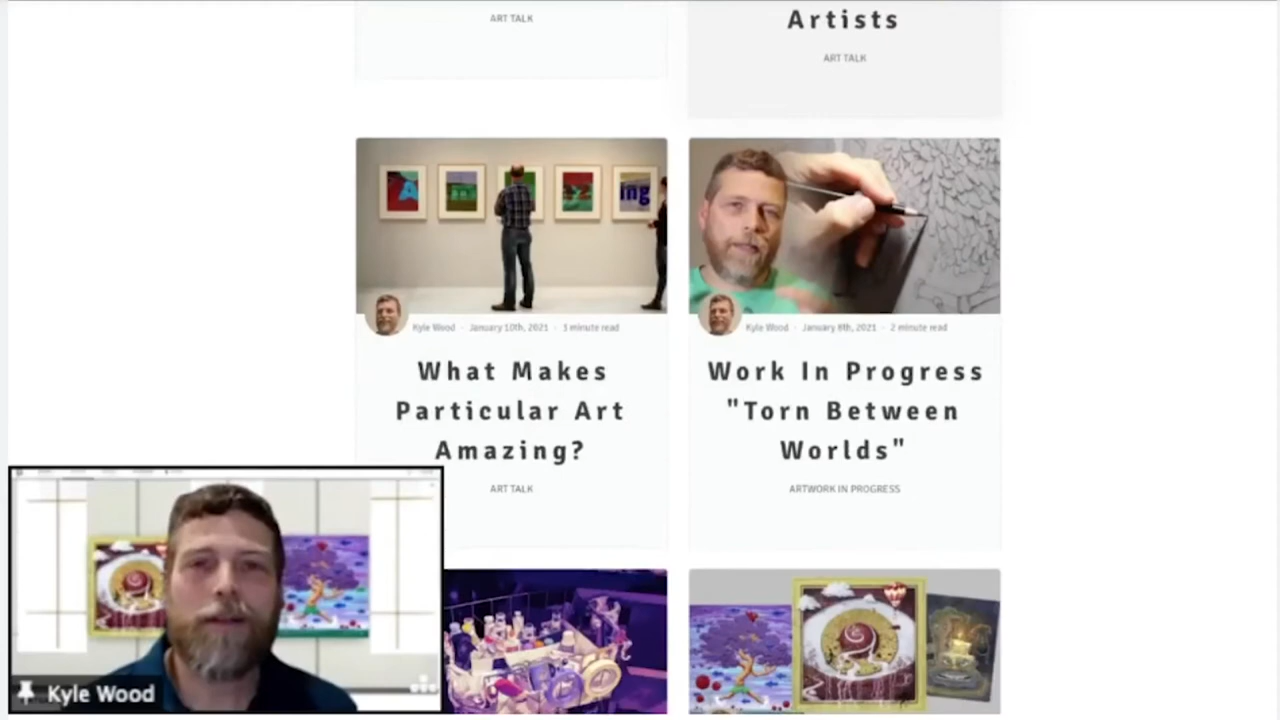 ART TALK
Artists
ART TALK
A
ing
Kyle Wood · January 10th, 2021 · 3 minute read
What Makes
Particular Art
Amazing?
ART TALK
Kyle Wood · January 8th, 2021 · 2 minute read
Work In Progress
"Torn Between
Worlds"
ARTWORK IN PROGRESS
Kyle Wood